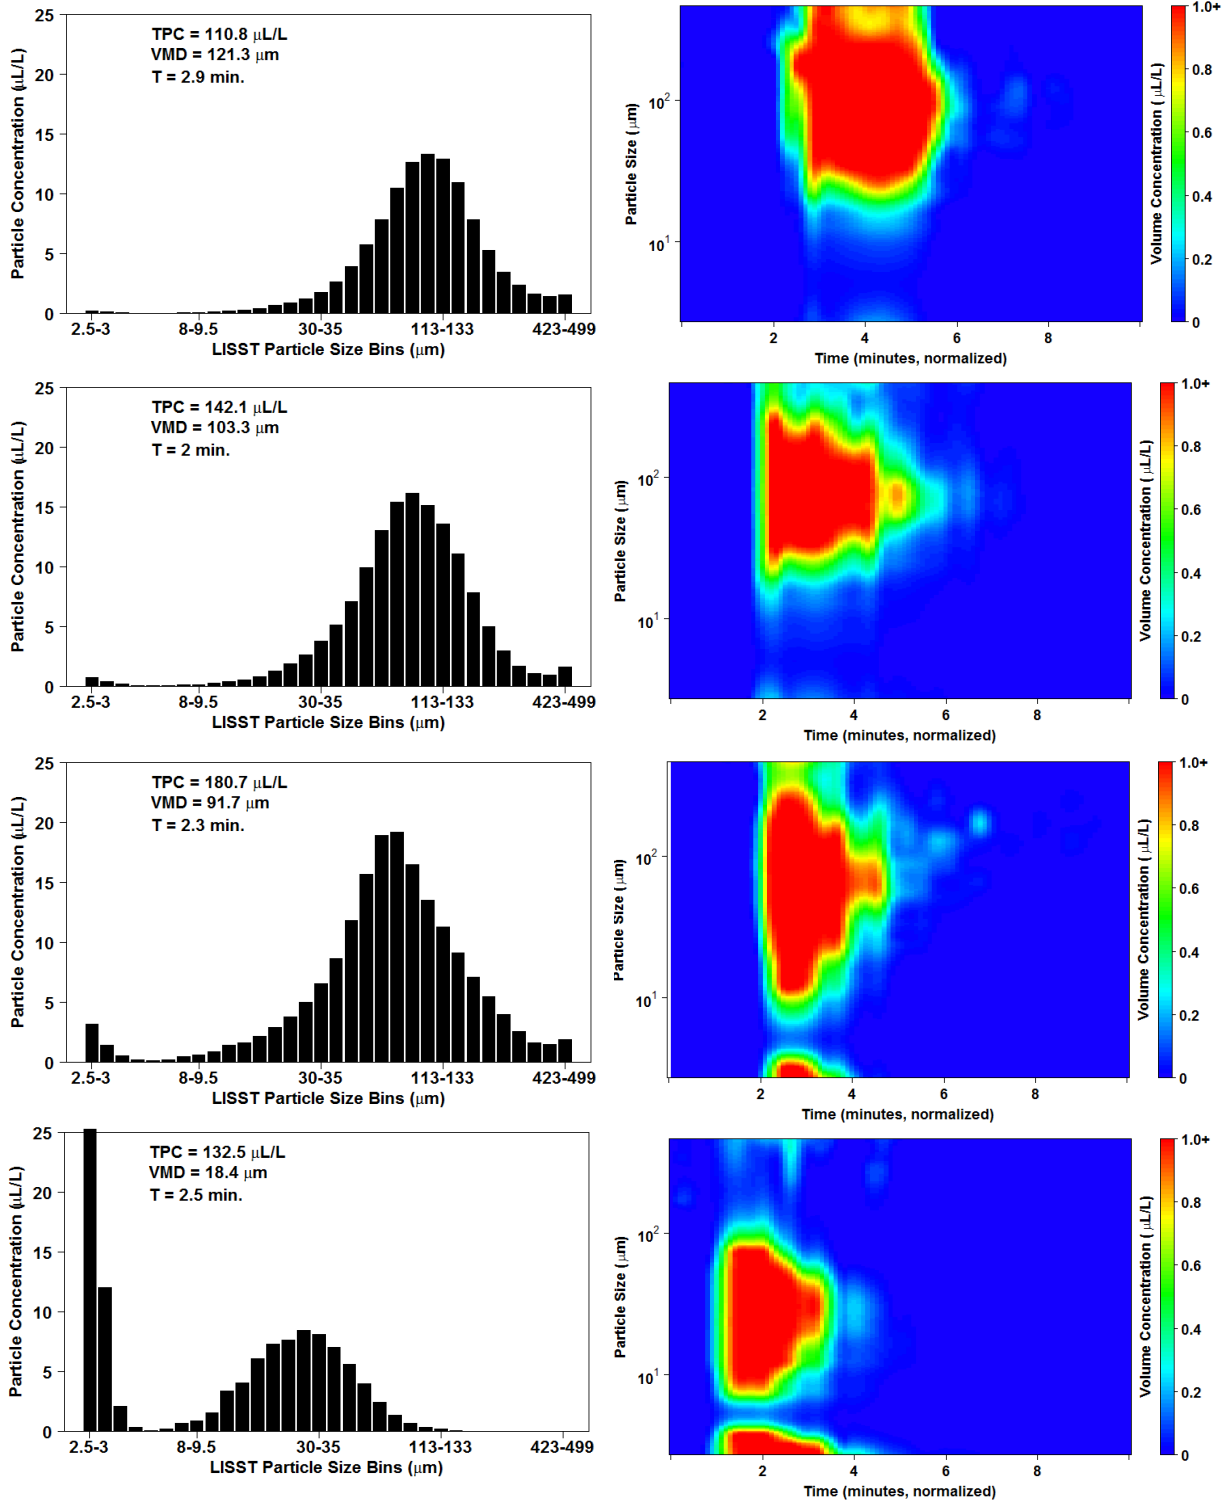 25
20
15
10
5
0
Particle Concentration (μL/L)
TPC = 110.8 μL/L
VMD = 121.3 μm
T = 2.9 min.
2.5-3 8-9.5 30-35 113-133 423-499
LISST Particle Size Bins (μm)
10²
10¹
Particle Size (μm)
2 4 6 8
Time (minutes, normalized)
1.0+
0.8
0.6
0.4
0.2
0
Volume Concentration (μL/L)
25
20
15
10
5
0
Particle Concentration (μL/L)
TPC = 142.1 μL/L
VMD = 103.3 μm
T = 2 min.
2.5-3 8-9.5 30-35 113-133 423-499
LISST Particle Size Bins (μm)
10²
10¹
Particle Size (μm)
2 4 6 8
Time (minutes, normalized)
1.0+
0.8
0.6
0.4
0.2
0
Volume Concentration (μL/L)
25
20
15
10
5
0
Particle Concentration (μL/L)
TPC = 180.7 μL/L
VMD = 91.7 μm
T = 2.3 min.
2.5-3 8-9.5 30-35 113-133 423-499
LISST Particle Size Bins (μm)
10²
10¹
Particle Size (μm)
2 4 6 8
Time (minutes, normalized)
1.0+
0.8
0.6
0.4
0.2
0
Volume Concentration (μL/L)
25
20
15
10
5
0
Particle Concentration (μL/L)
TPC = 132.5 μL/L
VMD = 18.4 μm
T = 2.5 min.
2.5-3 8-9.5 30-35 113-133 423-499
LISST Particle Size Bins (μm)
10²
10¹
Particle Size (μm)
2 4 6 8
Time (minutes, normalized)
1.0+
0.8
0.6
0.4
0.2
0
Volume Concentration (μL/L)